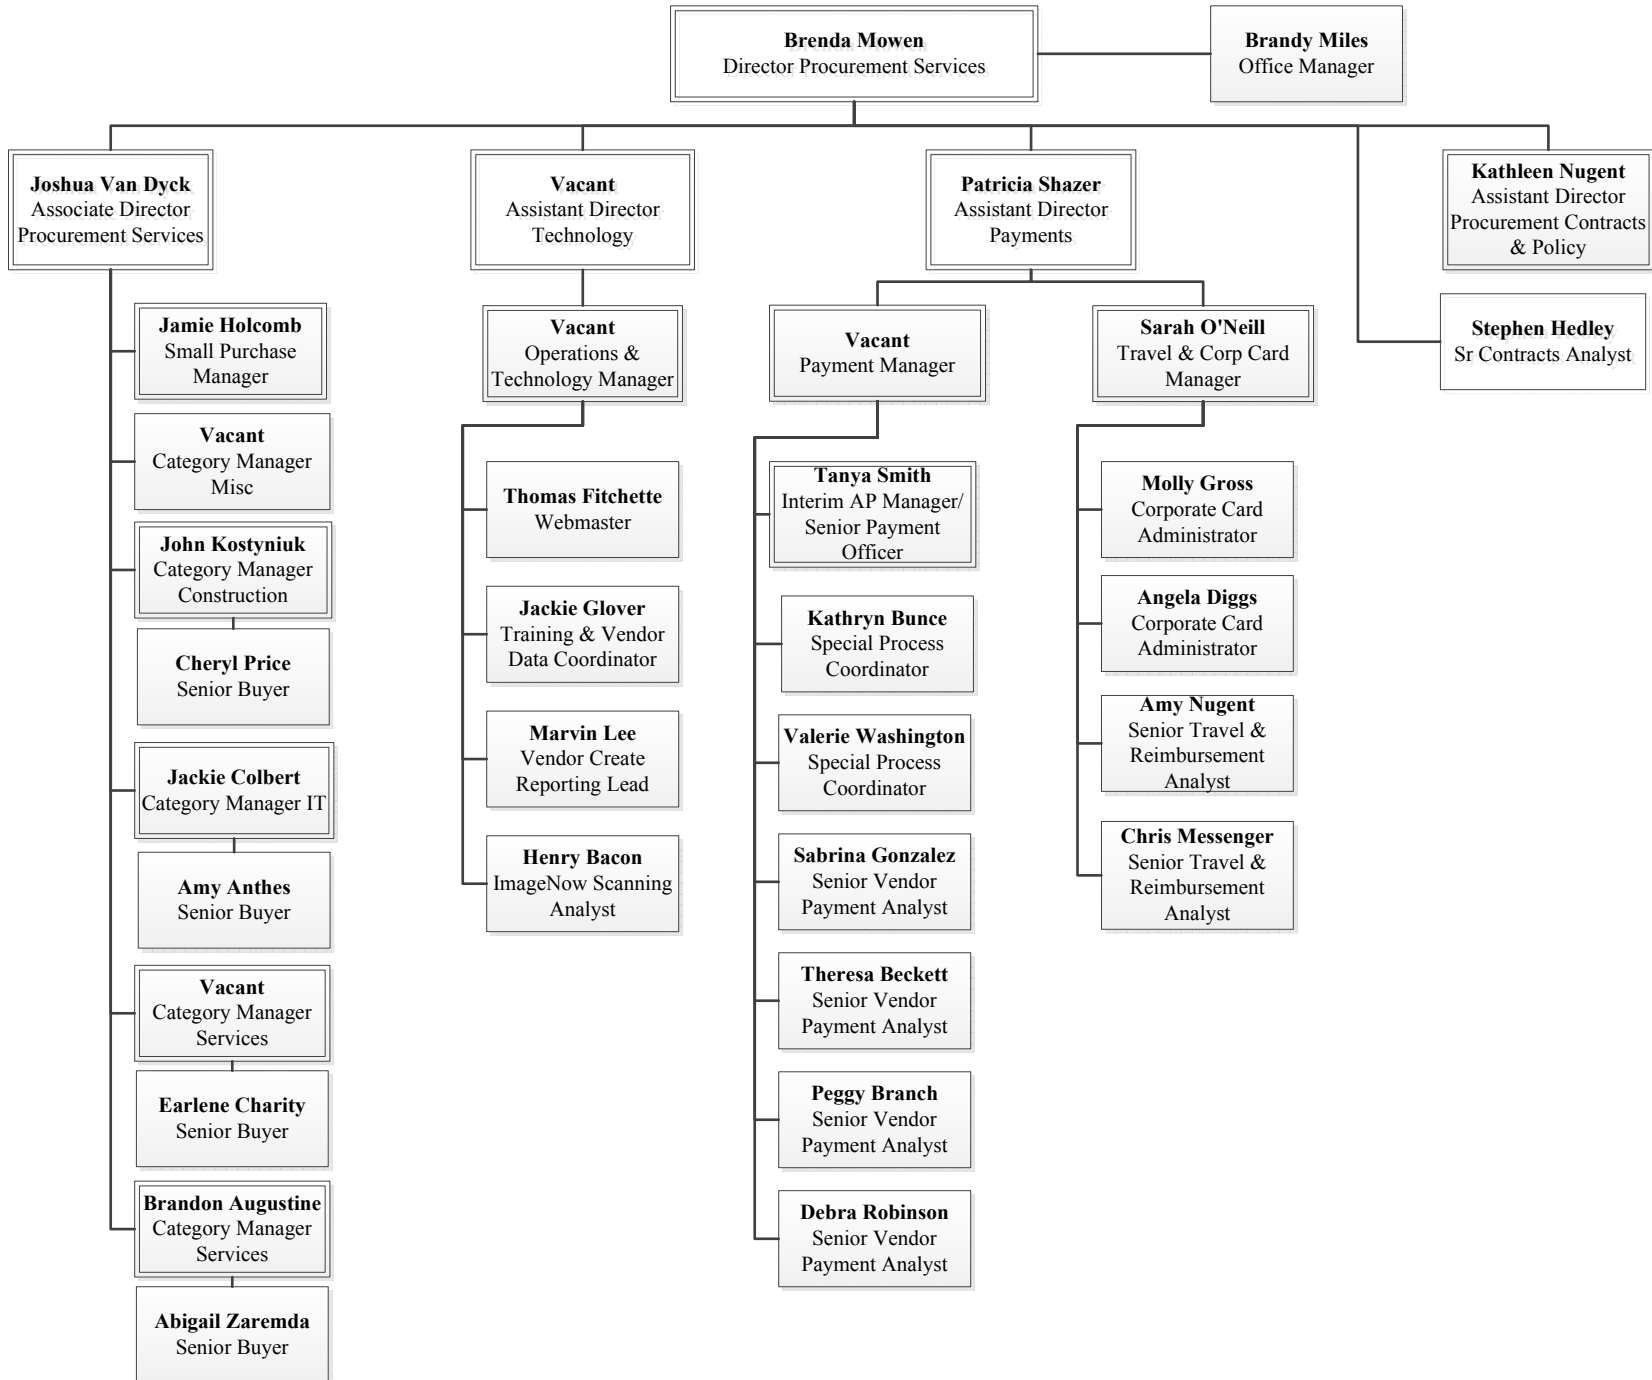 Brenda Mowen
Director Procurement Services
Brandy Miles
Office Manager
Joshua Van Dyck
Associate Director
Procurement Services
Vacant
Assistant Director
Technology
Patricia Shazer
Assistant Director
Payments
Kathleen Nugent
Assistant Director
Procurement Contracts
& Policy
Stephen Hedley
Sr Contracts Analyst
Jamie Holcomb
Small Purchase
Manager
Vacant
Category Manager
Misc
John Kostyniuk
Category Manager
Construction
Cheryl Price
Senior Buyer
Jackie Colbert
Category Manager IT
Amy Anthes
Senior Buyer
Vacant
Category Manager
Services
Earlene Charity
Senior Buyer
Brandon Augustine
Category Manager
Services
Abigail Zaremda
Senior Buyer
Vacant
Operations &
Technology Manager
Thomas Fitchette
Webmaster
Jackie Glover
Training & Vendor
Data Coordinator
Marvin Lee
Vendor Create
Reporting Lead
Henry Bacon
ImageNow Scanning
Analyst
Vacant
Payment Manager
Tanya Smith
Interim AP Manager/
Senior Payment
Officer
Kathryn Bunce
Special Process
Coordinator
Valerie Washington
Special Process
Coordinator
Sabrina Gonzalez
Senior Vendor
Payment Analyst
Theresa Beckett
Senior Vendor
Payment Analyst
Peggy Branch
Senior Vendor
Payment Analyst
Debra Robinson
Senior Vendor
Payment Analyst
Sarah O'Neill
Travel & Corp Card
Manager
Molly Gross
Corporate Card
Administrator
Angela Diggs
Corporate Card
Administrator
Amy Nugent
Senior Travel &
Reimbursement
Analyst
Chris Messenger
Senior Travel &
Reimbursement
Analyst